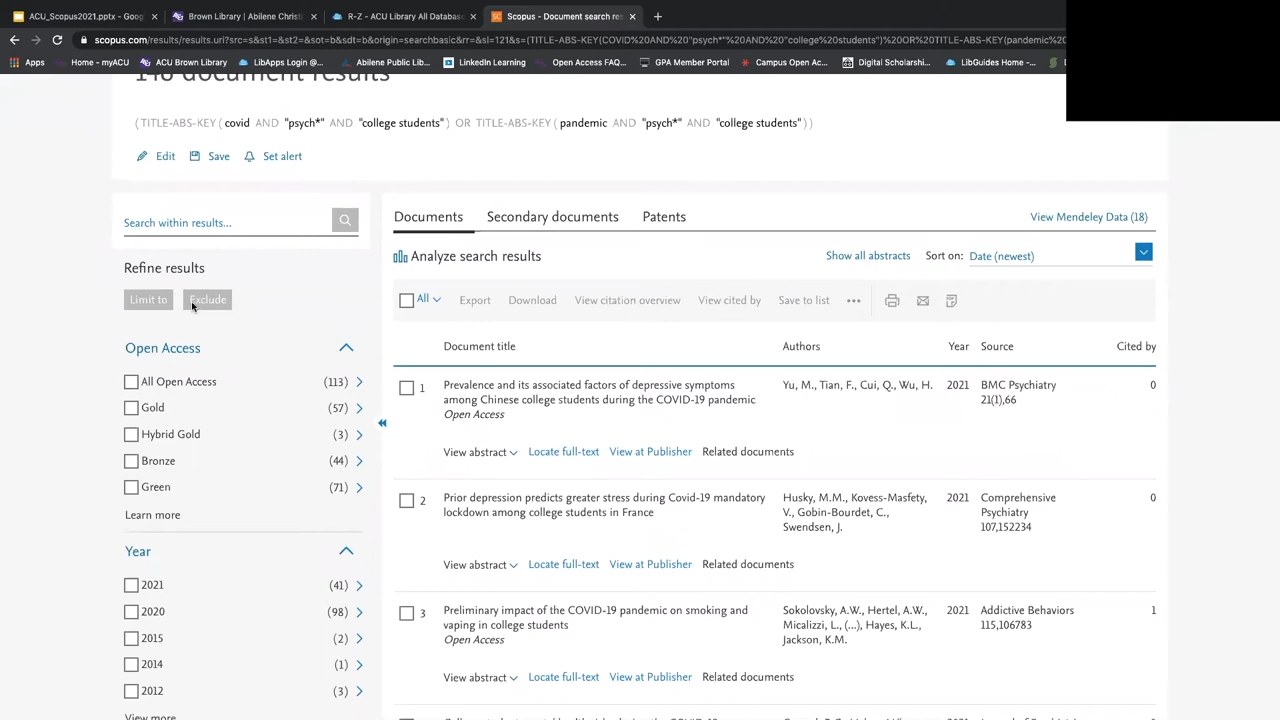 ACU_Scopus2021.pptx - Goog
Brown Library | Abilene Christi
R-Z - ACU Library All Databas
Scopus - Document search res
scopus.com/results/results.uri?src=s&st1=&st2=&sot=b&sdt=b&origin=searchbasic&rr=&sl=121&s=(TITLE-ABS-KEY(COVID%20AND%20"psych*"%20AND%20"college%20students")%20OR%20TITLE-ABS-KEY(pandemic%20
Apps
Home - myACU
ACU Brown Library
LibApps Login @...
Abilene Public Lib...
LinkedIn Learning
Open Access FAQ...
GPA Member Portal
Campus Open Ac...
Digital Scholarshi...
LibGuides Home -...
document results
( TITLE-ABS-KEY ( covid AND "psych*" AND "college students" ) OR TITLE-ABS-KEY ( pandemic AND "psych*" AND "college students" ) )
Edit Save Set alert
Search within results...
Refine results
Limit to Exclude
Open Access
All Open Access (113)
Gold (57)
Hybrid Gold (3)
Bronze (44)
Green (71)
Learn more
Year
2021 (41)
2020 (98)
2015 (2)
2014 (1)
2012 (3)
View more
Documents Secondary documents Patents View Mendeley Data (18)
Analyze search results Show all abstracts Sort on: Date (newest)
All Export Download View citation overview View cited by Save to list •••
Document title Authors Year Source Cited by
1 Prevalence and its associated factors of depressive symptoms
among Chinese college students during the COVID-19 pandemic
Open Access
Yu, M., Tian, F., Cui, Q., Wu, H.
2021
BMC Psychiatry
21(1),66
0
View abstract Locate full-text View at Publisher Related documents
2 Prior depression predicts greater stress during Covid-19 mandatory
lockdown among college students in France
Husky, M.M., Kovess-Masfety,
V., Gobin-Bourdet, C.,
Swendsen, J.
2021
Comprehensive
Psychiatry
107,152234
0
View abstract Locate full-text View at Publisher Related documents
3 Preliminary impact of the COVID-19 pandemic on smoking and
vaping in college students
Open Access
Sokolovsky, A.W., Hertel, A.W.,
Micalizzi, L., (...), Hayes, K.L.,
Jackson, K.M.
2021
Addictive Behaviors
115,106783
1
View abstract Locate full-text View at Publisher Related documents